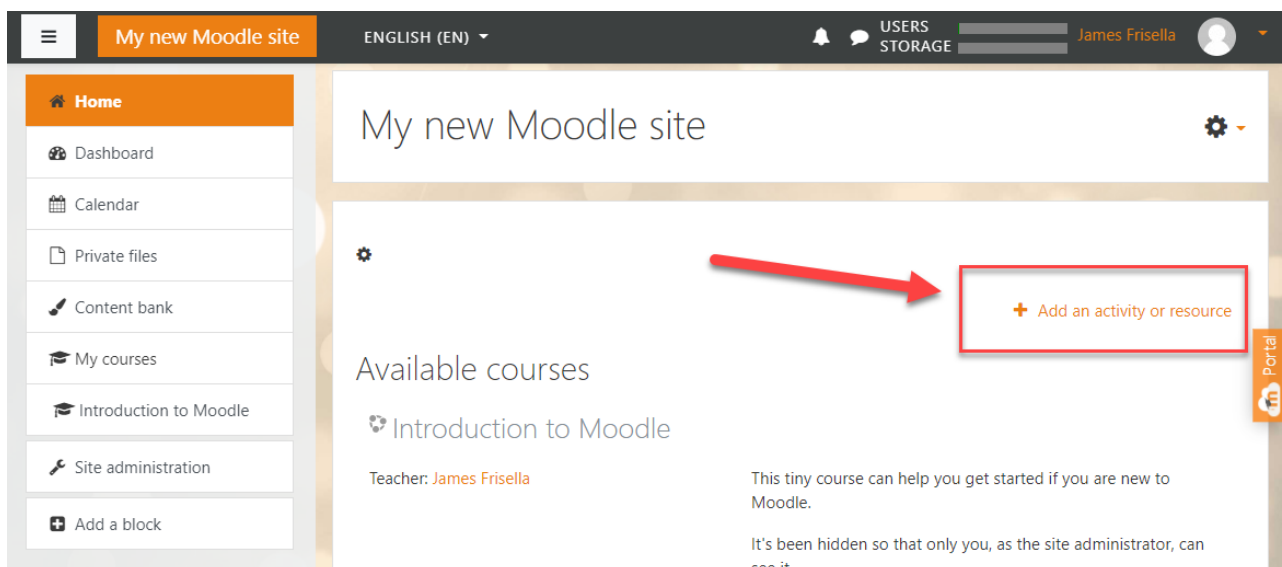 My new Moodle site
ENGLISH (EN)
USERS
STORAGE
James Frisella
Home
Dashboard
Calendar
Private files
Content bank
My courses
Introduction to Moodle
Site administration
Add a block
My new Moodle site
Add an activity or resource
Portal
Available courses
Introduction to Moodle
Teacher: James Frisella
This tiny course can help you get started if you are new to
Moodle.
It's been hidden so that only you, as the site administrator, can
see it